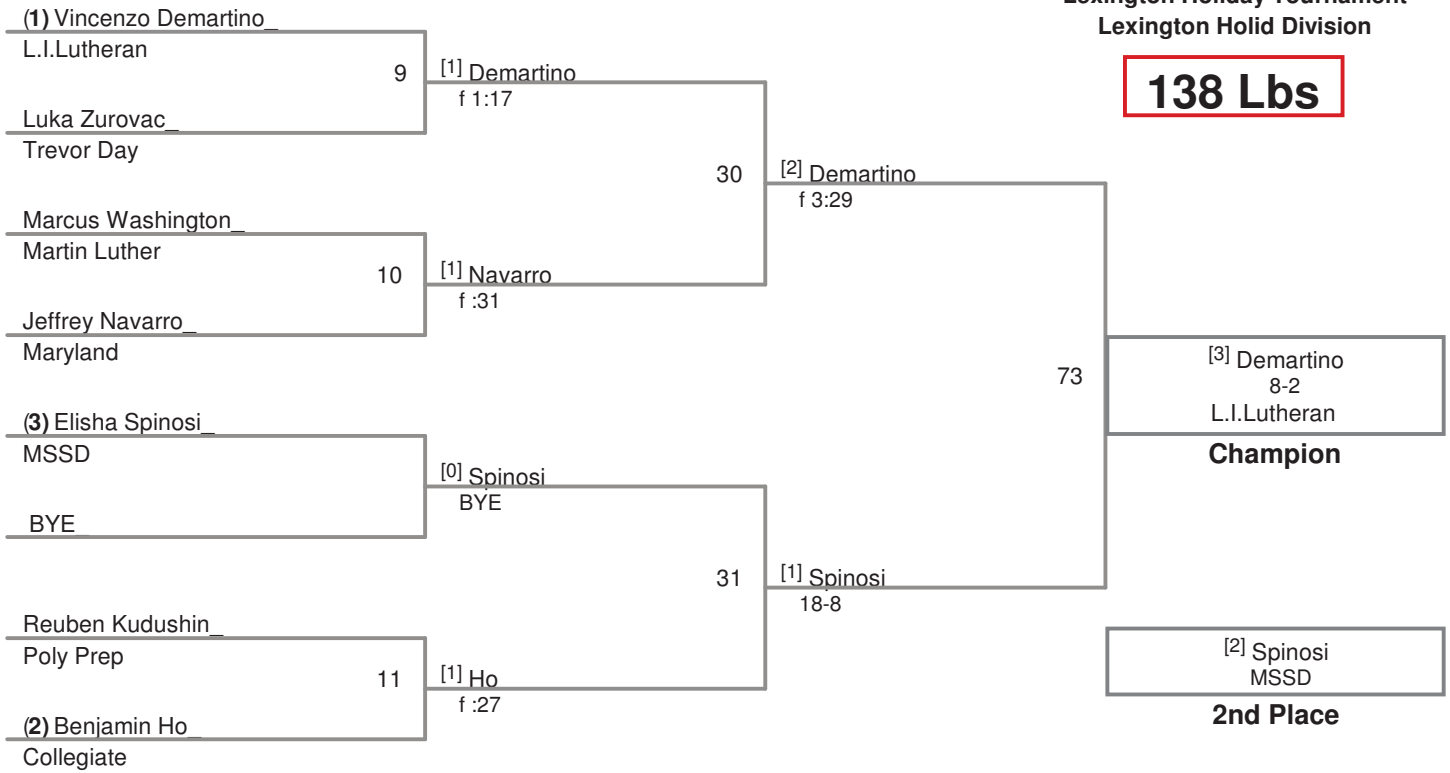 Lexington Holiday Tournament
Lexington Holid Division
138 Lbs
(1) Vincenzo Demartino_
L.I.Lutheran
9
[1] Demartino
f 1:17
Luka Zurovac_
Trevor Day
30
[2] Demartino
f 3:29
Marcus Washington_
Martin Luther
10
[1] Navarro
f :31
Jeffrey Navarro_
Maryland
73
[3] Demartino
8-2
L.I.Lutheran
Champion
(3) Elisha Spinosi_
MSSD
[0] Spinosi
BYE
BYE_
31
[1] Spinosi
18-8
Reuben Kudushin_
Poly Prep
11
[1] Ho
f :27
(2) Benjamin Ho_
Collegiate
[2] Spinosi
MSSD
2nd Place